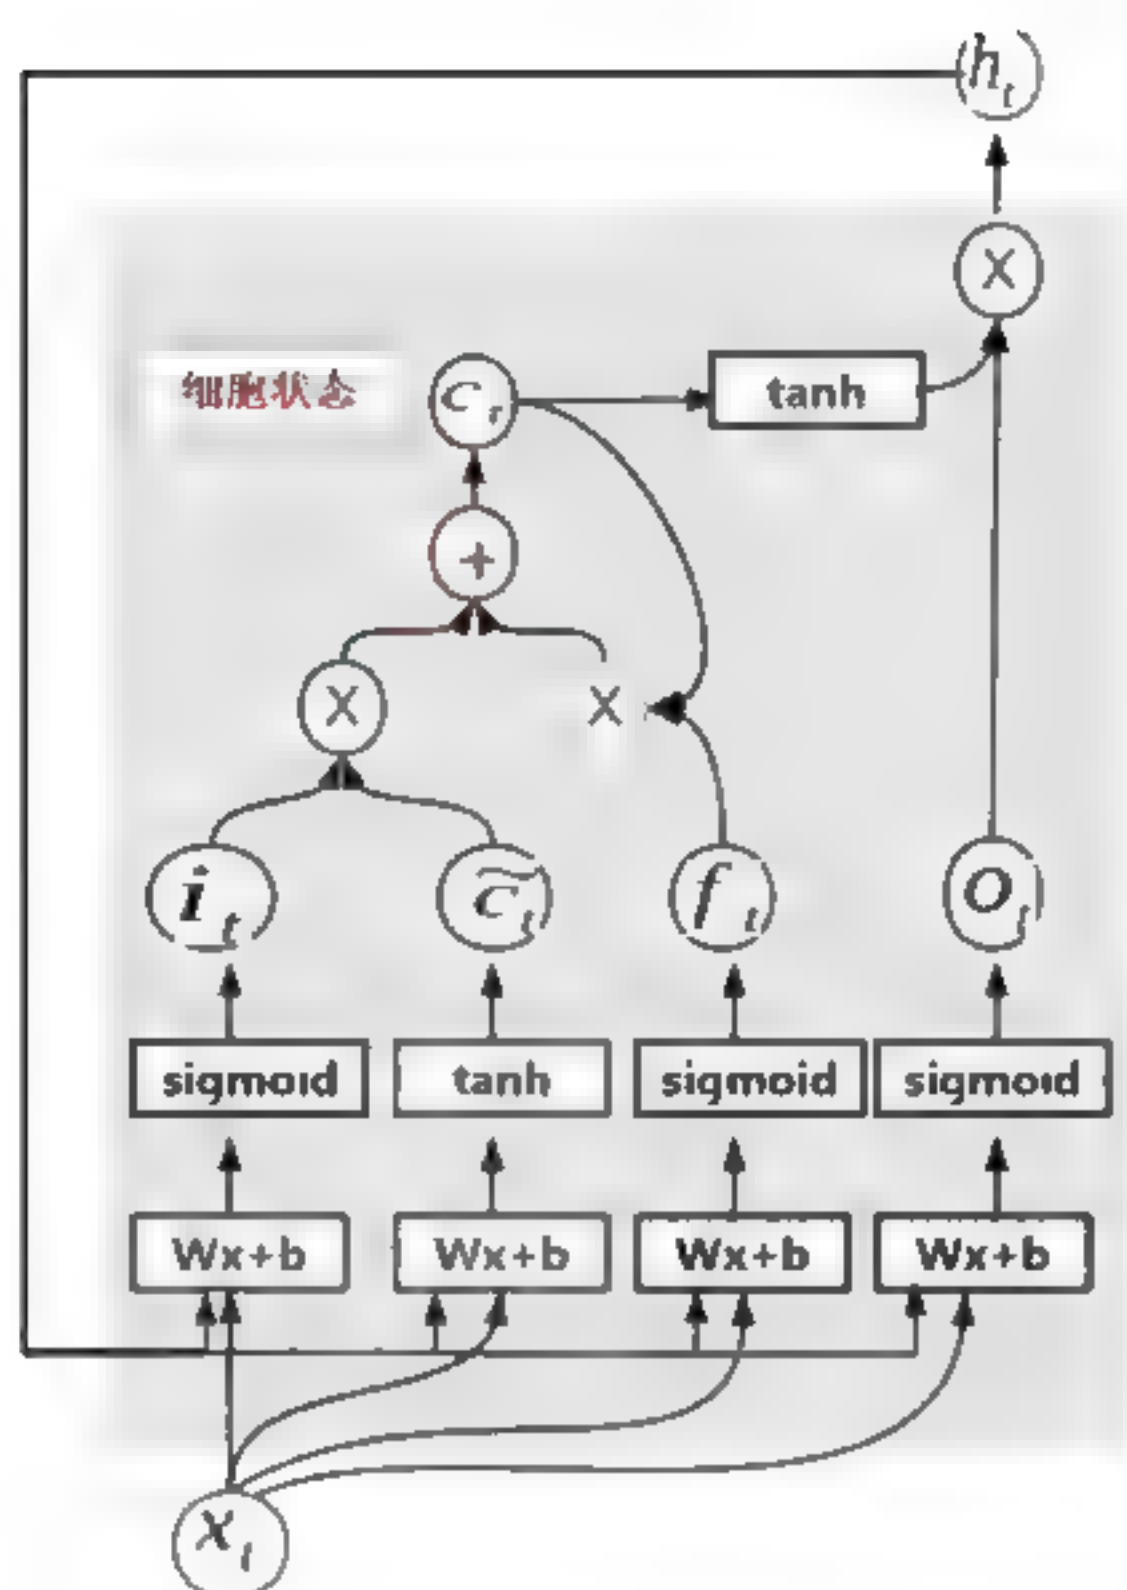 h_t
X
细胞状态
c_t
tanh
+
X
X
i_t
c̃_t
f_t
o_t
sigmoid
tanh
sigmoid
sigmoid
Wx+b
Wx+b
Wx+b
Wx+b
x_t